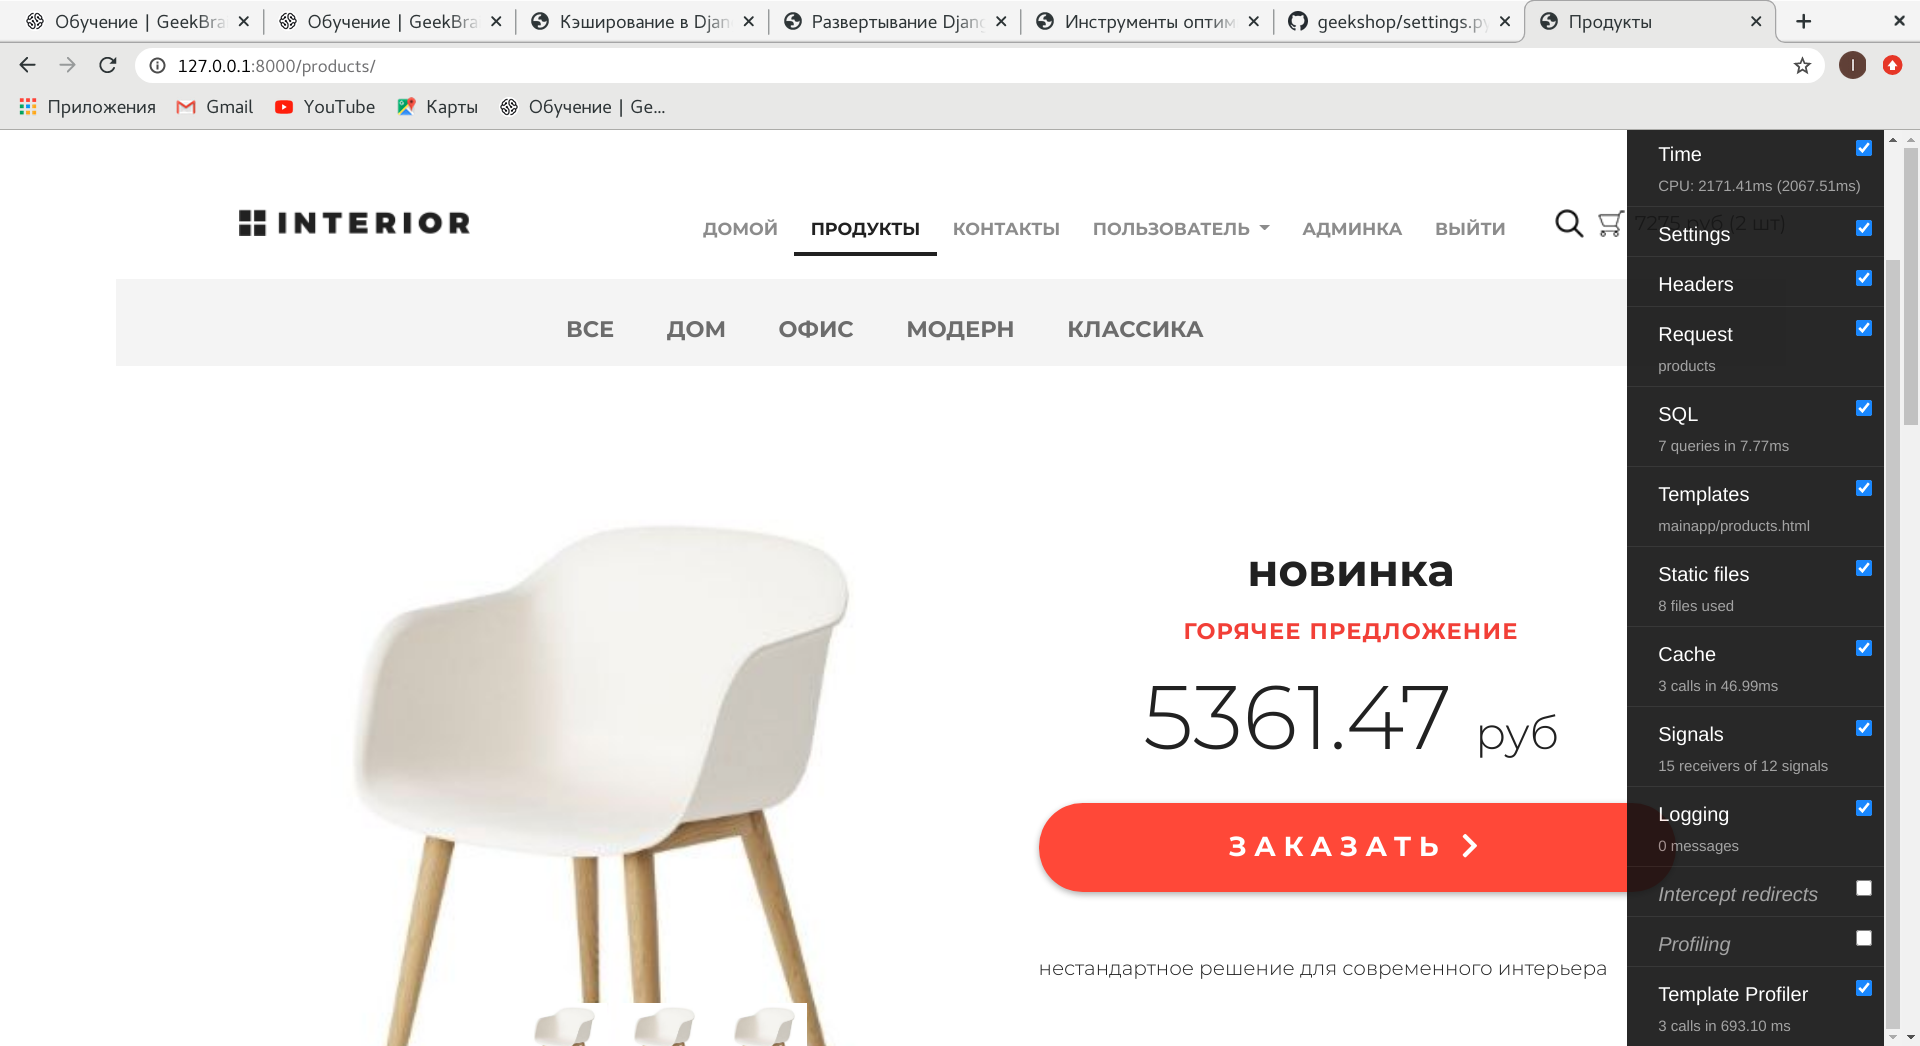 Обучение | GeekBra
Обучение | GeekBra
Кэширование в Djan
Развертывание Djang
Инструменты оптим
geekshop/settings.py
Продукты
127.0.0.1:8000/products/
I
Приложения
Gmail
YouTube
Карты
Обучение | Ge...
INTERIOR
ДОМОЙ
ПРОДУКТЫ
КОНТАКТЫ
ПОЛЬЗОВАТЕЛЬ
АДМИНКА
ВЫЙТИ
7275 руб (2 шт)
ВСЕ
ДОМ
ОФИС
МОДЕРН
КЛАССИКА
новинка
ГОРЯЧЕЕ ПРЕДЛОЖЕНИЕ
5361.47 руб
ЗАКАЗАТЬ
нестандартное решение для современного интерьера
Time
CPU: 2171.41ms (2067.51ms)
Settings
Headers
Request
products
SQL
7 queries in 7.77ms
Templates
mainapp/products.html
Static files
8 files used
Cache
3 calls in 46.99ms
Signals
15 receivers of 12 signals
Logging
0 messages
Intercept redirects
Profiling
Template Profiler
3 calls in 693.10 ms